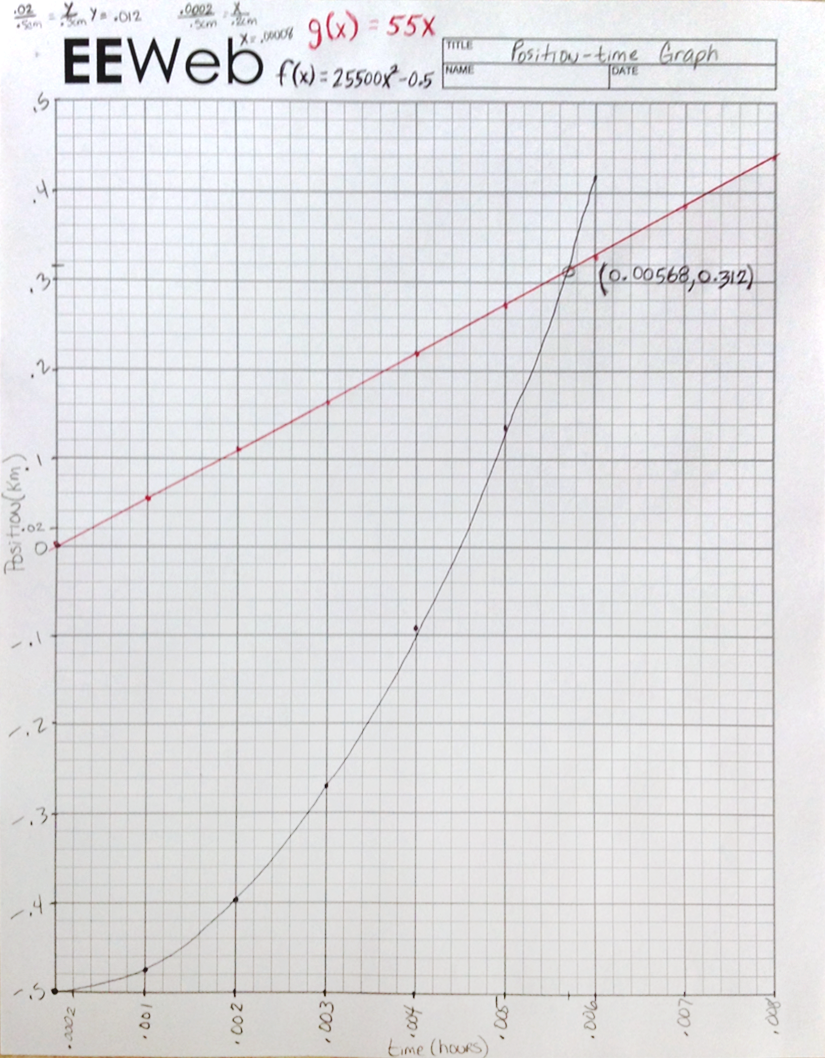 .02/.5cm = y/.3cm y = .012
.0002/.5cm = x/.2cm
x = .00008
g(x) = 55x
EEWeb
f(x) = 25500x²-0.5
TITLE Position-time Graph
NAME
DATE
.5
.4
.3
(0.00568,0.312)
.2
.1
.02
0
Position(km)
-.1
-.2
-.3
-.4
-.5
.0002
.001
.002
.003
.004
.005
.006
.007
.008
time (hours)